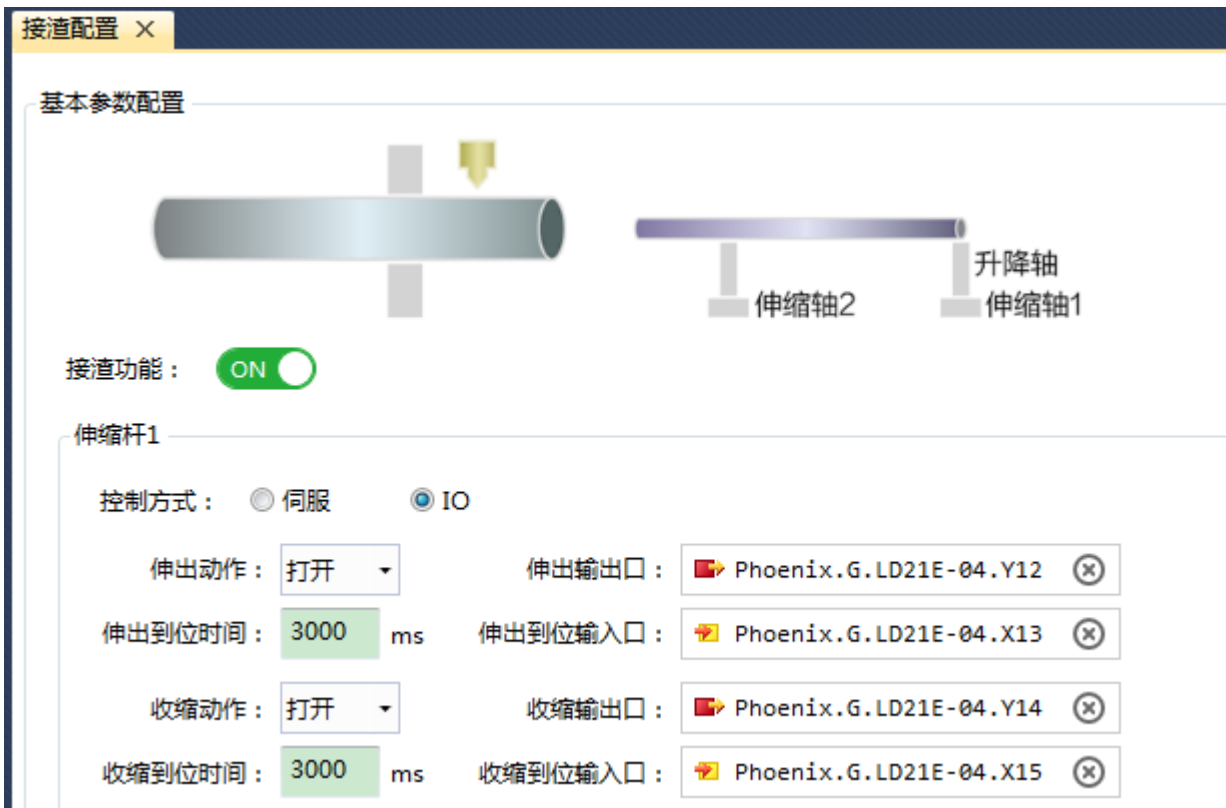 接渣配置
基本参数配置
升降轴
伸缩轴2 伸缩轴1
接渣功能： ON
伸缩杆1
控制方式： 伺服 IO
伸出动作： 打开 伸出输出口： Phoenix.G.LD21E-04.Y12
伸出到位时间： 3000 ms 伸出到位输入口： Phoenix.G.LD21E-04.X13
收缩动作： 打开 收缩输出口： Phoenix.G.LD21E-04.Y14
收缩到位时间： 3000 ms 收缩到位输入口： Phoenix.G.LD21E-04.X15